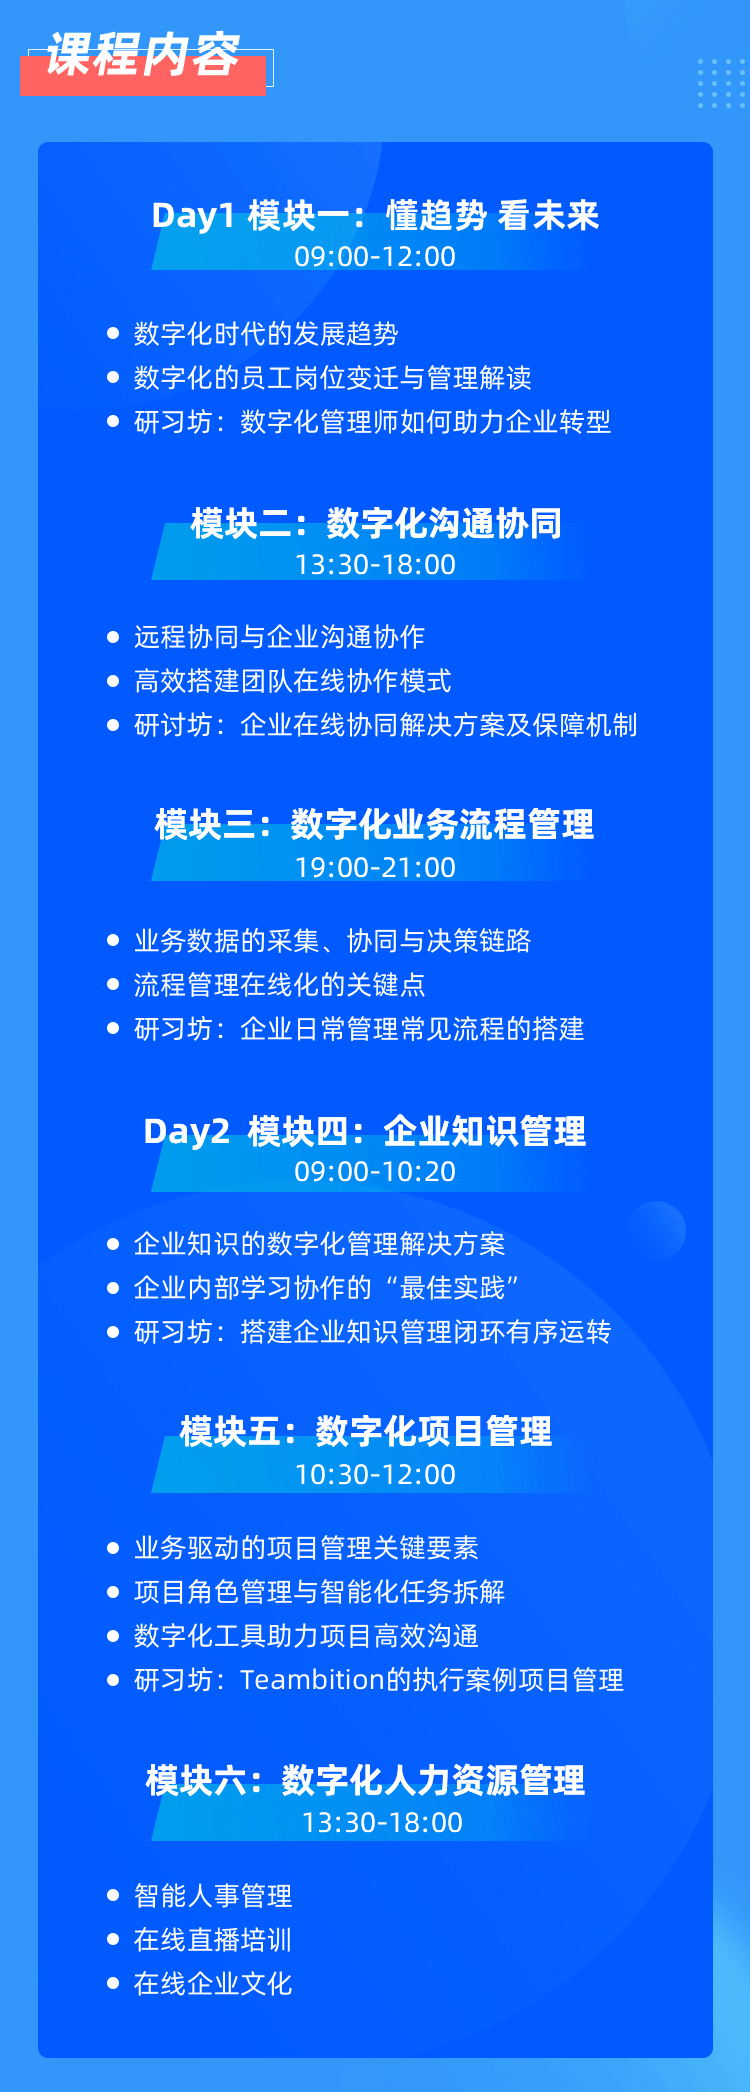 课程内容
Day1 模块一：懂趋势 看未来
09:00-12:00
数字化时代的发展趋势
数字化的员工岗位变迁与管理解读
研习坊：数字化管理师如何助力企业转型
模块二：数字化沟通协同
13:30-18:00
远程协同与企业沟通协作
高效搭建团队在线协作模式
研讨坊：企业在线协同解决方案及保障机制
模块三：数字化业务流程管理
19:00-21:00
业务数据的采集、协同与决策链路
流程管理在线化的关键点
研习坊：企业日常管理常见流程的搭建
Day2 模块四：企业知识管理
09:00-10:20
企业知识的数字化管理解决方案
企业内部学习协作的“最佳实践”
研习坊：搭建企业知识管理闭环有序运转
模块五：数字化项目管理
10:30-12:00
业务驱动的项目管理关键要素
项目角色管理与智能化任务拆解
数字化工具助力项目高效沟通
研习坊：Teambition的执行案例项目管理
模块六：数字化人力资源管理
13:30-18:00
智能人事管理
在线直播培训
在线企业文化